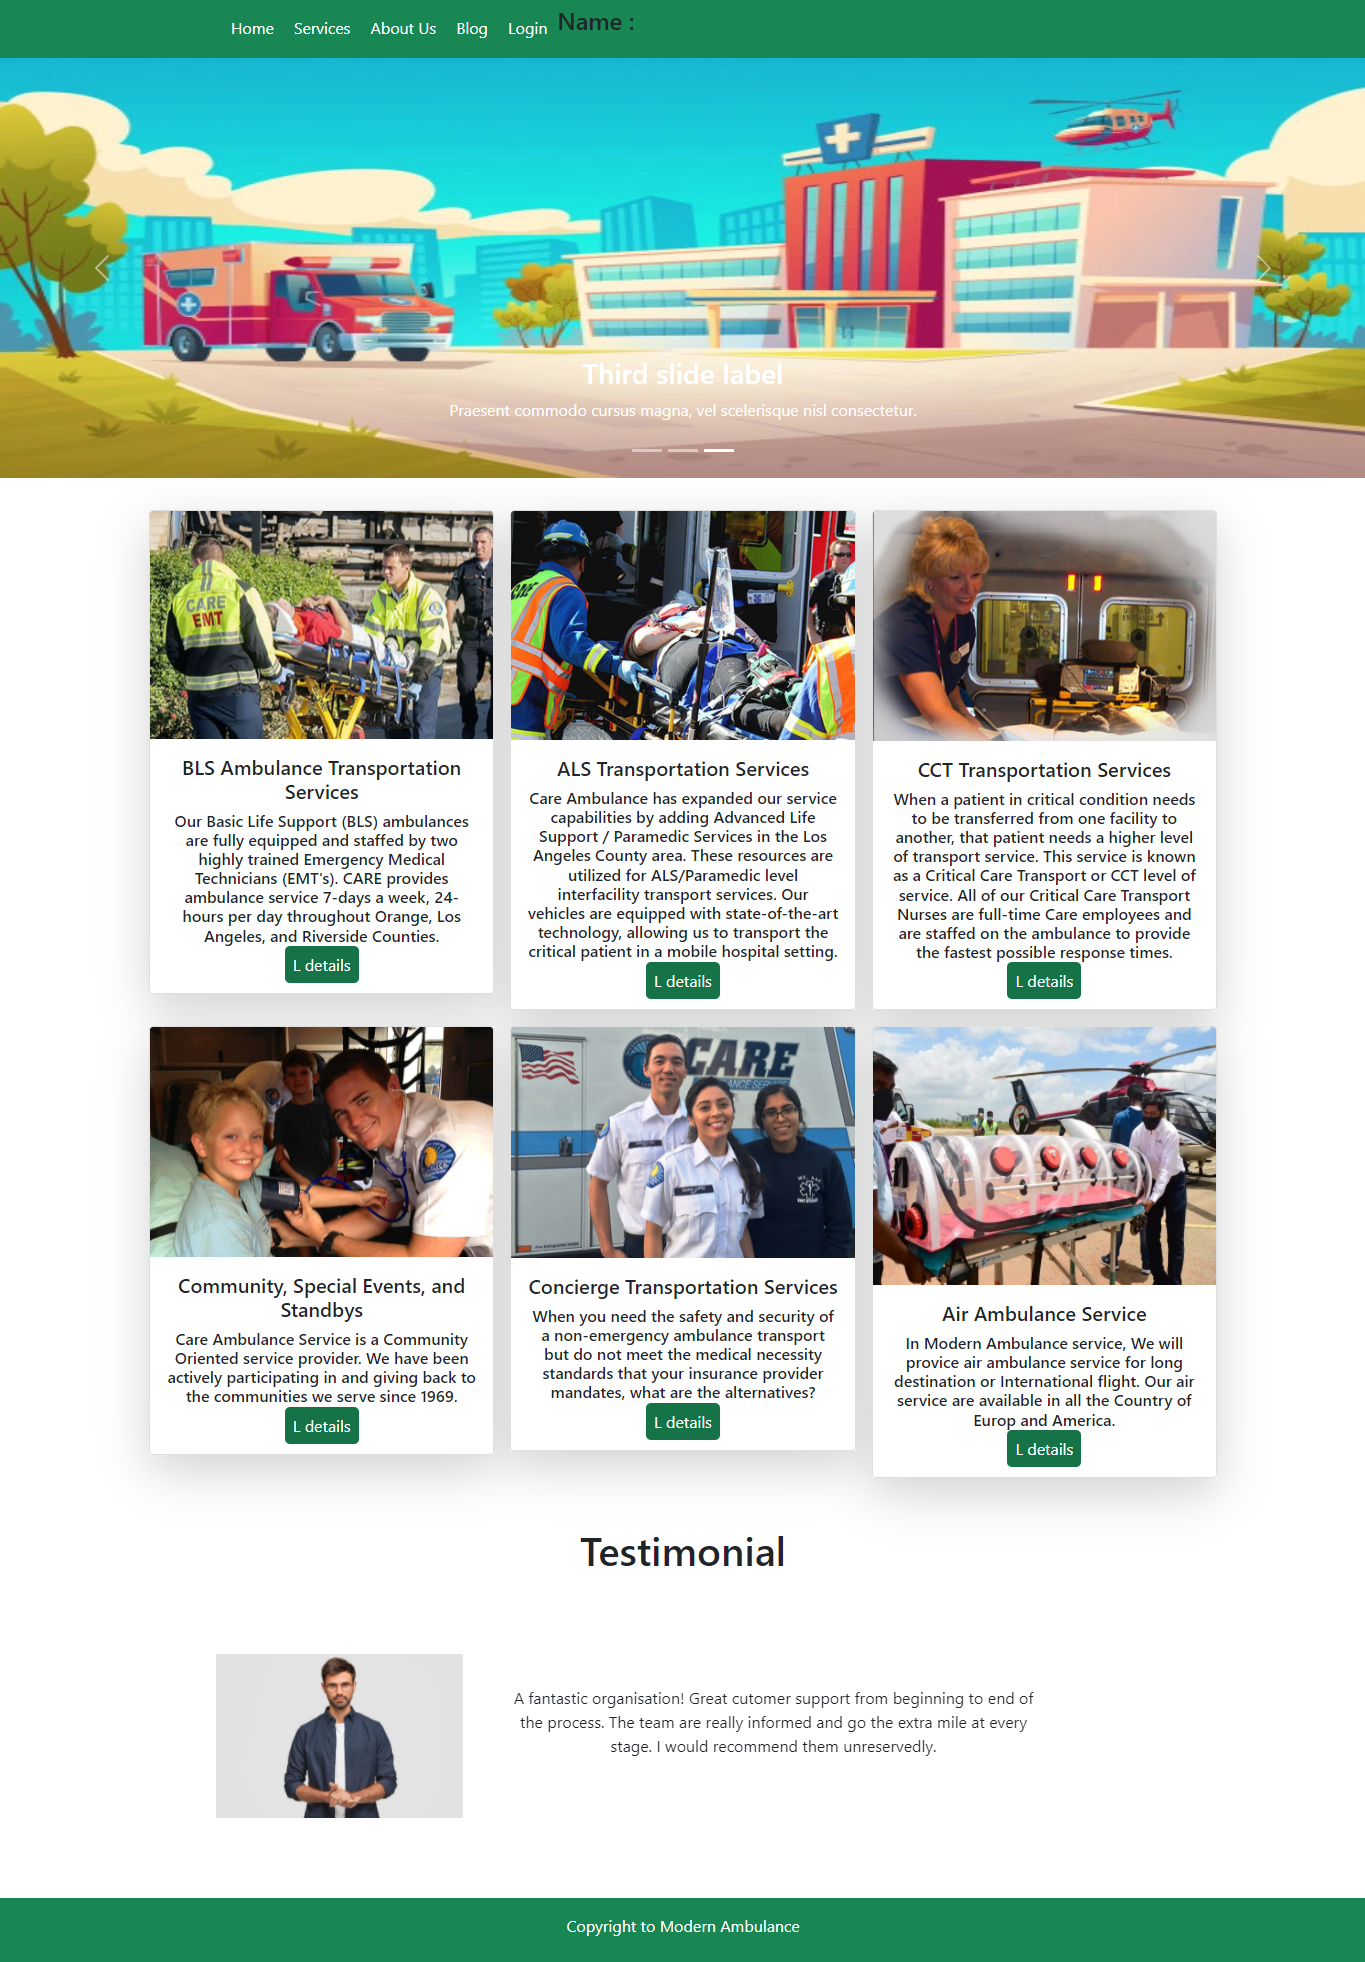 Home Services About Us Blog Login Name :
Third slide label
Praesent commodo cursus magna, vel scelerisque nisl consectetur.
CARE
EMT
BLS Ambulance Transportation
Services
Our Basic Life Support (BLS) ambulances
are fully equipped and staffed by two
highly trained Emergency Medical
Technicians (EMT's). CARE provides
ambulance service 7-days a week, 24-
hours per day throughout Orange, Los
Angeles, and Riverside Counties.
L details
ALS Transportation Services
Care Ambulance has expanded our service
capabilities by adding Advanced Life
Support / Paramedic Services in the Los
Angeles County area. These resources are
utilized for ALS/Paramedic level
interfacility transport services. Our
vehicles are equipped with state-of-the-art
technology, allowing us to transport the
critical patient in a mobile hospital setting.
L details
CCT Transportation Services
When a patient in critical condition needs
to be transferred from one facility to
another, that patient needs a higher level
of transport service. This service is known
as a Critical Care Transport or CCT level of
service. All of our Critical Care Transport
Nurses are full-time Care employees and
are staffed on the ambulance to provide
the fastest possible response times.
L details
Community, Special Events, and
Standbys
Care Ambulance Service is a Community
Oriented service provider. We have been
actively participating in and giving back to
the communities we serve since 1969.
L details
CARE
Concierge Transportation Services
When you need the safety and security of
a non-emergency ambulance transport
but do not meet the medical necessity
standards that your insurance provider
mandates, what are the alternatives?
L details
Air Ambulance Service
In Modern Ambulance service, We will
provice air ambulance service for long
destination or International flight. Our air
service are available in all the Country of
Europ and America.
L details
Testimonial
A fantastic organisation! Great cutomer support from beginning to end of
the process. The team are really informed and go the extra mile at every
stage. I would recommend them unreservedly.
Copyright to Modern Ambulance